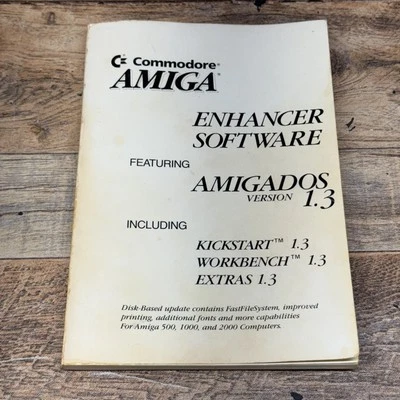 Commodore®
AMIGA®
ENHANCER
SOFTWARE
FEATURING
AMIGADOS
VERSION 1.3
INCLUDING
KICKSTART™ 1.3
WORKBENCH™ 1.3
EXTRAS 1.3
Disk-Based update contains FastFileSystem, improved
printing, additional fonts and more capabilities
For Amiga 500, 1000, and 2000 Computers.